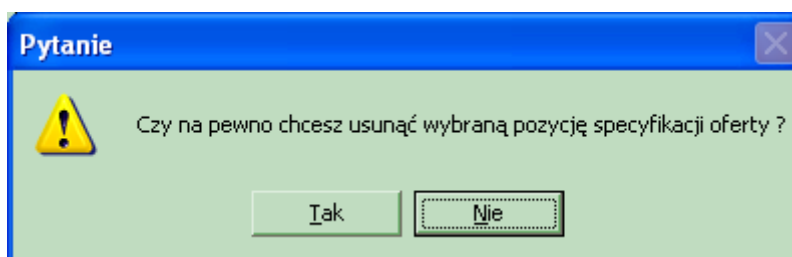 Pytanie
Czy na pewno chcesz usunąć wybraną pozycję specyfikacji oferty ?
Tak
Nie